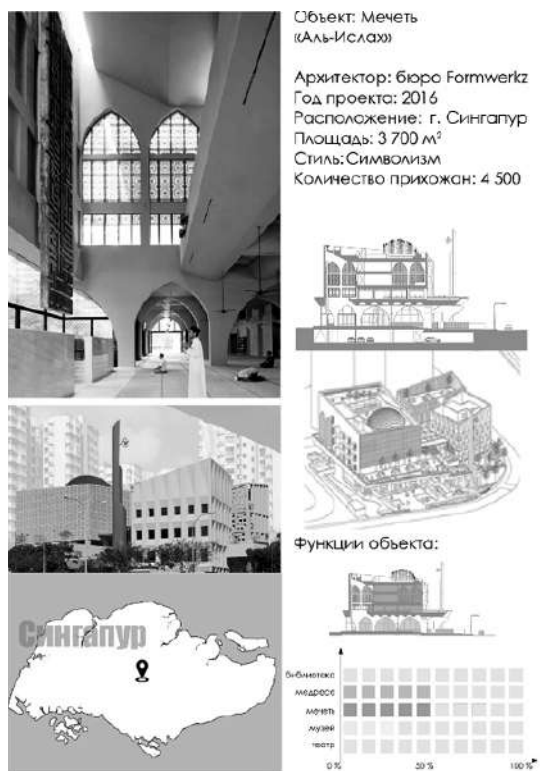 Объект: Мечеть
«Аль-Ислах»
Архитектор: бюро Formwerkz
Год проекта: 2016
Расположение: г. Сингапур
Площадь: 3 700 м²
Стиль: Символизм
Количество прихожан: 4 500
Функции объекта:
Сингапур
библиотека
медресе
мечеть
музей
театр
0 % 50 % 100 %